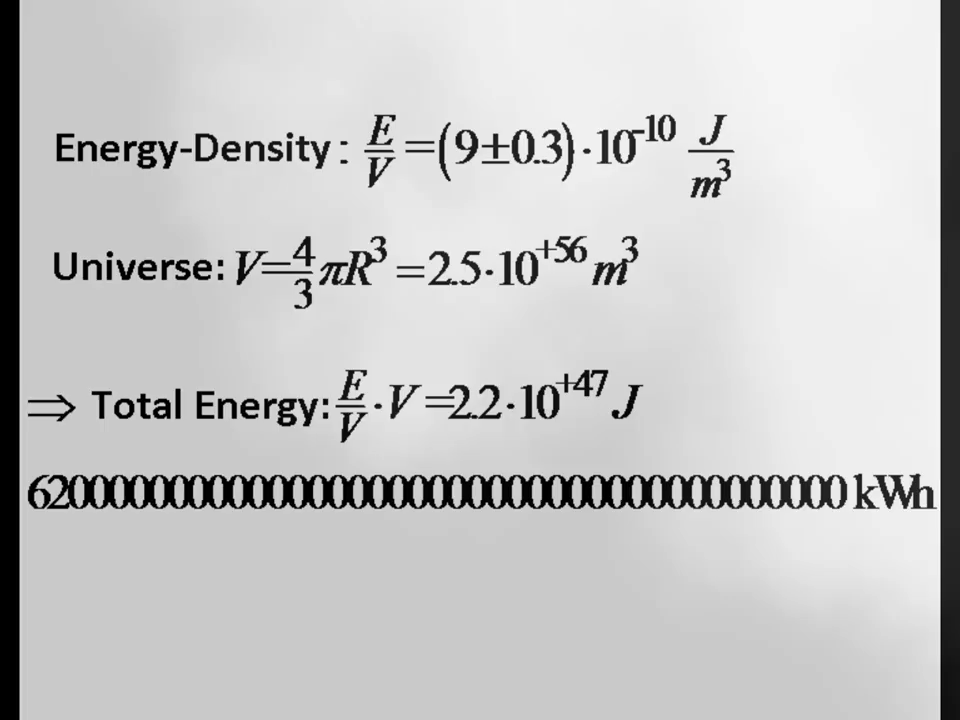 Energy-Density: E/V = (9±0.3)·10^-10 J/m^3
Universe: V=4/3 πR^3 = 2.5·10^+56 m^3
⇒ Total Energy: E/V · V =2.2·10^+47 J
62000000000000000000000000000000000000000 kWh